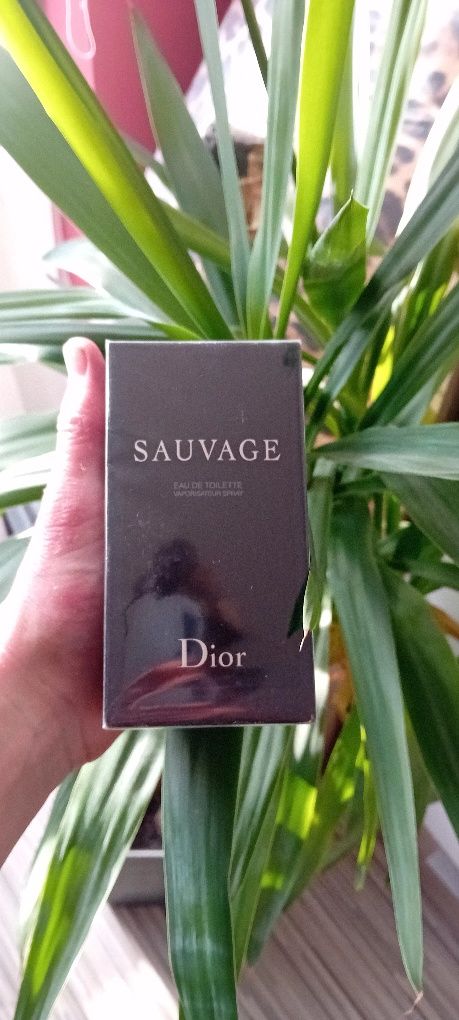 SAUVAGE
EAU DE TOILETTE
VAPORISATEUR SPRAY
Dior